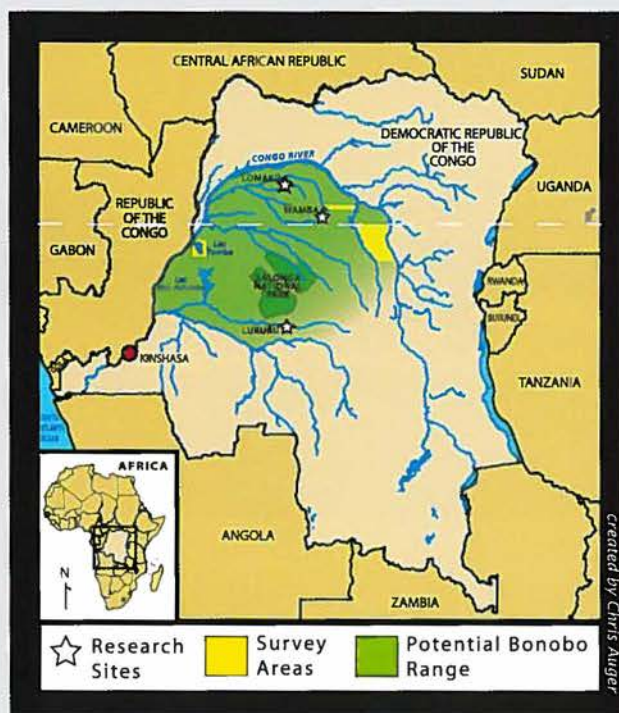 CENTRAL AFRICAN REPUBLIC
SUDAN
CAMEROON
DEMOCRATIC REPUBLIC
OF THE
CONGO
CONGO RIVER
LOMAKO
UGANDA
REPUBLIC
OF THE
CONGO
WAMBA
GABON
Lac
Tumba
Lac
SALONGA
NATIONAL
PARK
RWANDA
BURUNDI
LUKURU
KINSHASA
TANZANIA
AFRICA
N
ANGOLA
ZAMBIA
created by Chris Auger
Research
Sites
Survey
Areas
Potential Bonobo
Range